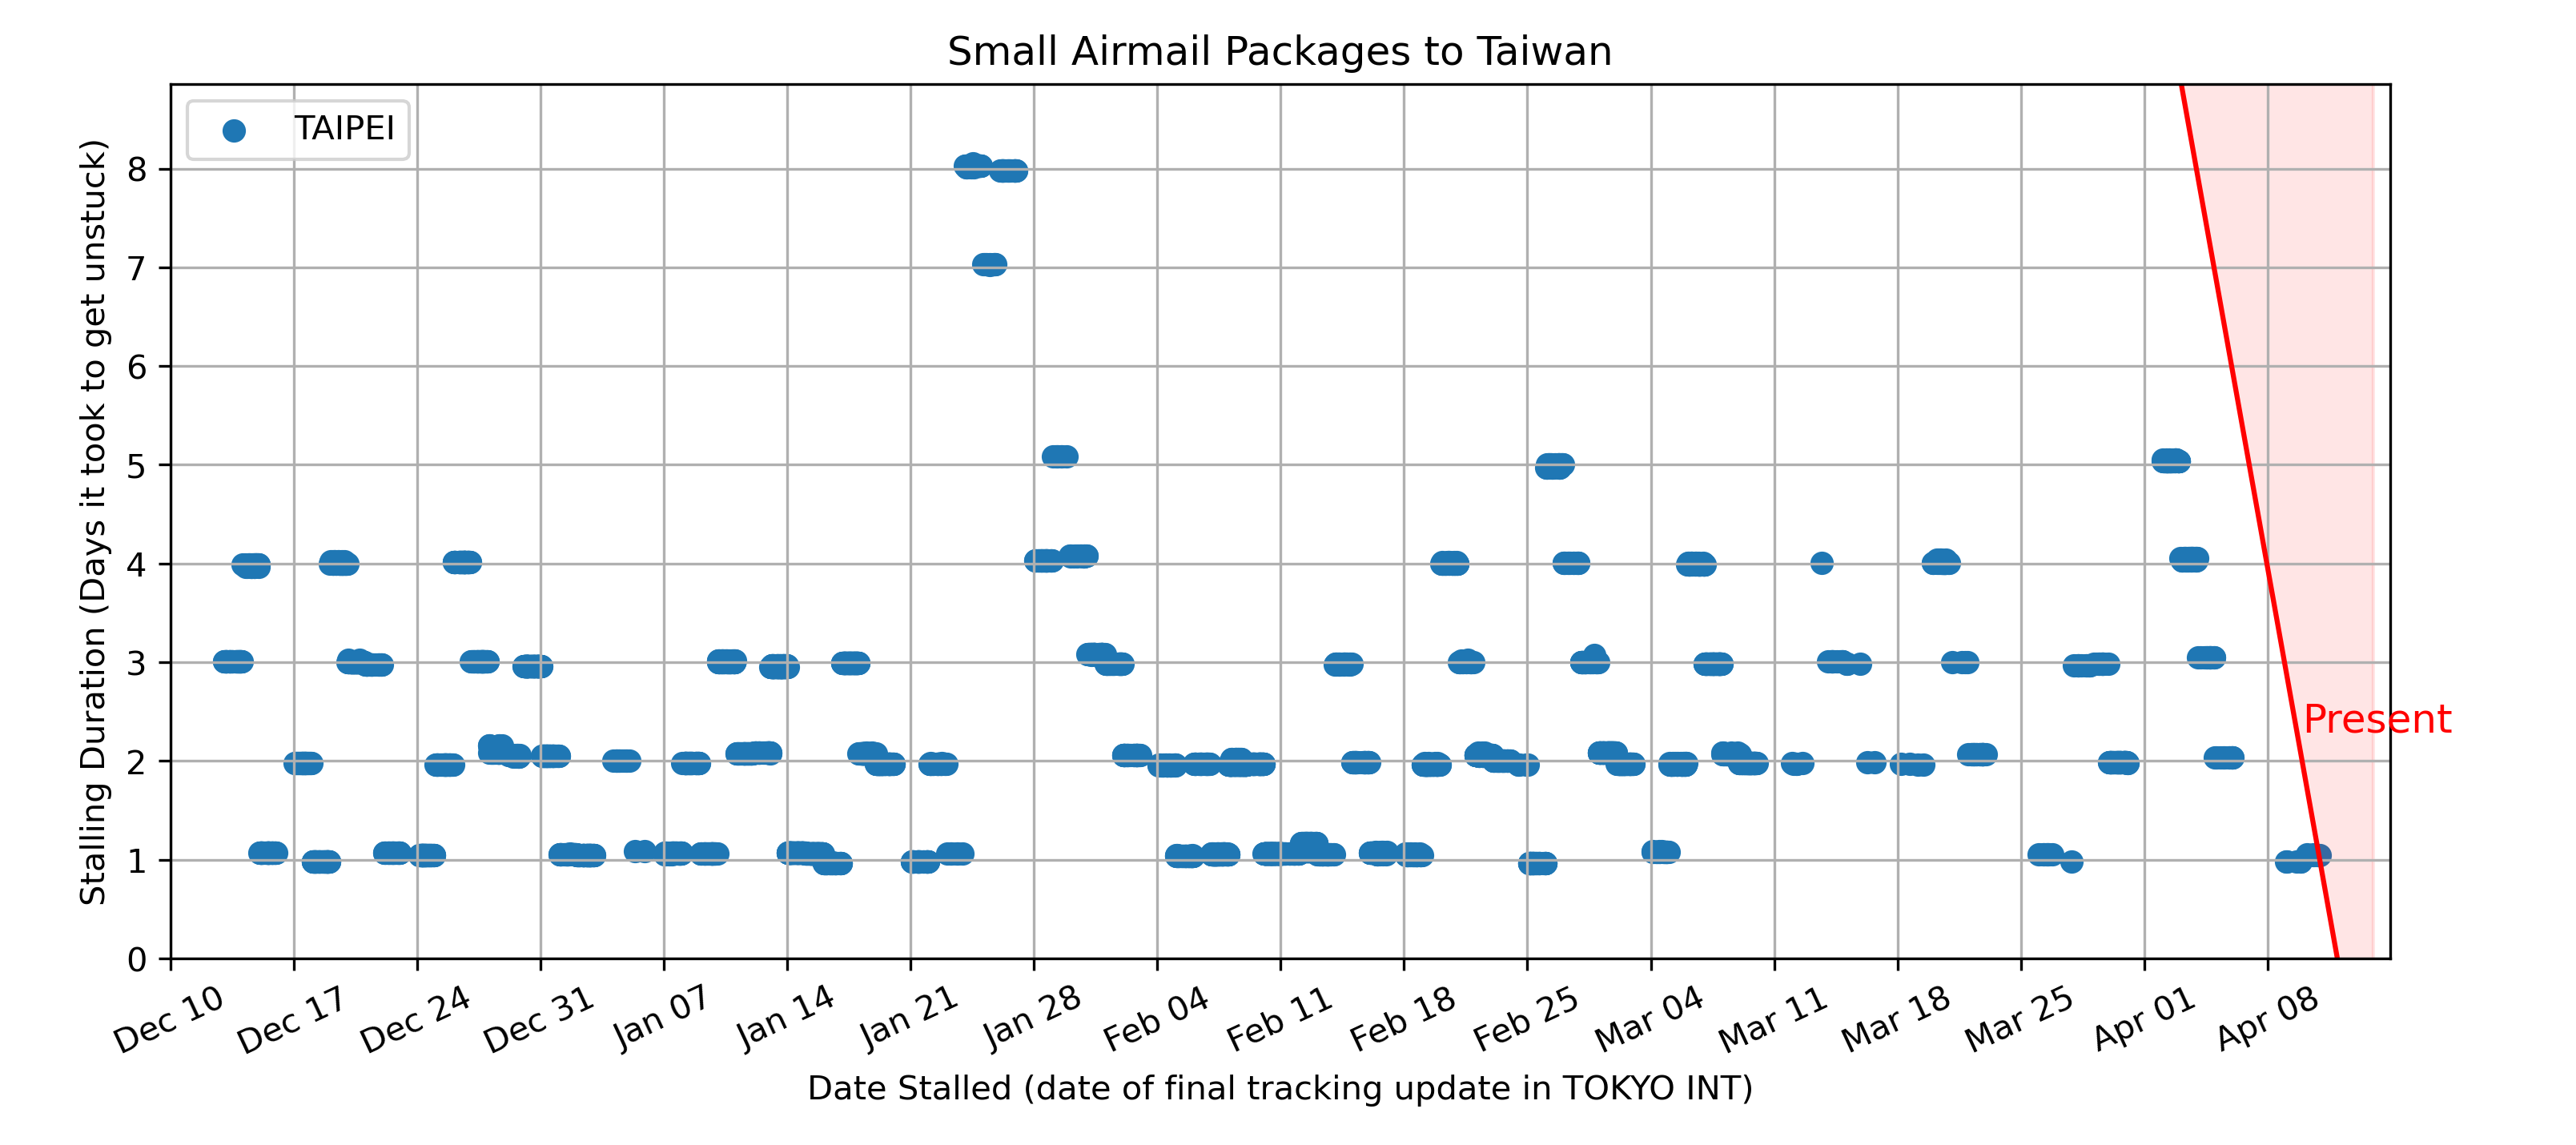 Small Airmail Packages to Taiwan
TAIPEI
Stalling Duration (Days it took to get unstuck)
8
7
6
5
4
3
2
1
0
Present
Dec 10
Dec 17
Dec 24
Dec 31
Jan 07
Jan 14
Jan 21
Jan 28
Feb 04
Feb 11
Feb 18
Feb 25
Mar 04
Mar 11
Mar 18
Mar 25
Apr 01
Apr 08
Date Stalled (date of final tracking update in TOKYO INT)